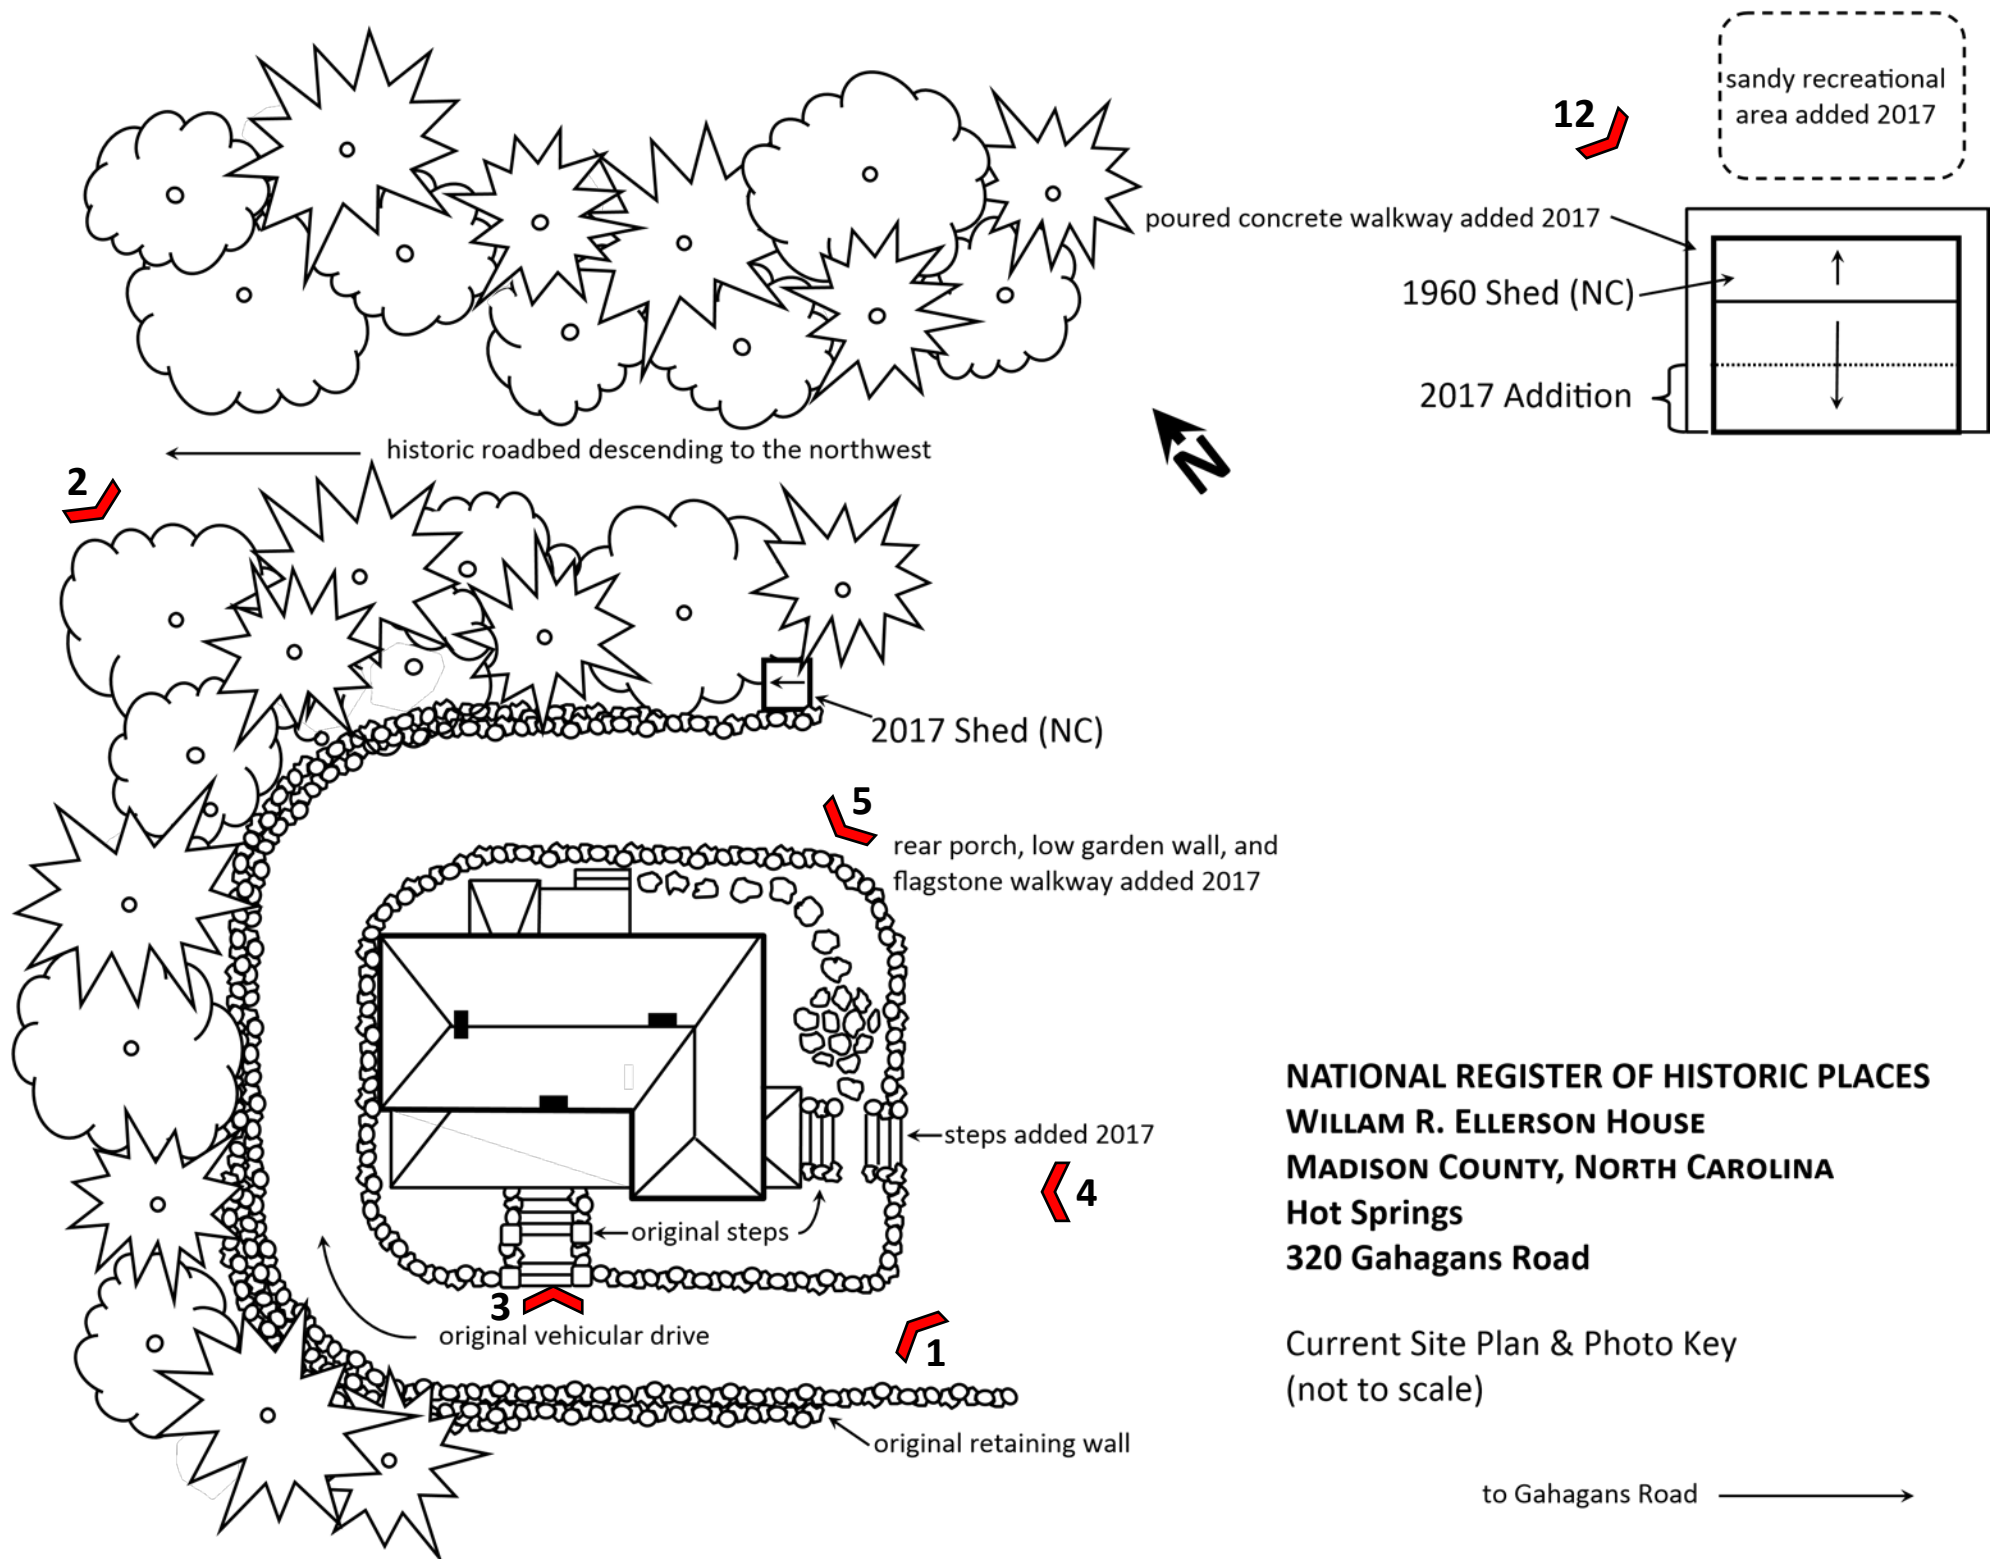 sandy recreational
area added 2017
12
poured concrete walkway added 2017
1960 Shed (NC)
2017 Addition
historic roadbed descending to the northwest
N
2
2017 Shed (NC)
5
rear porch, low garden wall, and
flagstone walkway added 2017
steps added 2017
4
original steps
3
original vehicular drive
1
original retaining wall
NATIONAL REGISTER OF HISTORIC PLACES
WILLAM R. ELLERSON HOUSE
MADISON COUNTY, NORTH CAROLINA
Hot Springs
320 Gahagans Road
Current Site Plan & Photo Key
(not to scale)
to Gahagans Road